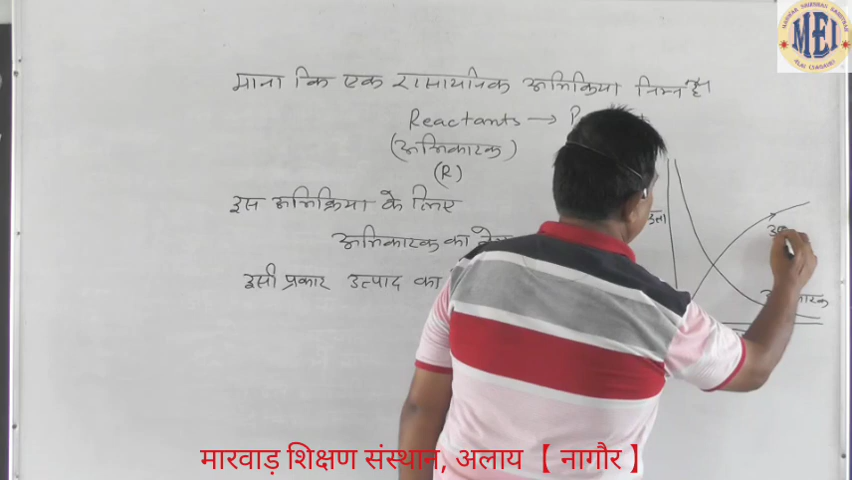 MEI
माना कि एक रासायनिक अभिक्रिया निम्न है
Reactants →
(अभिकारक)
(R)
इस अभिक्रिया के लिए
अभिकारक का
इसी प्रकार उत्पाद का
मारवाड़ शिक्षण संस्थान, अलाय 【 नागौर 】